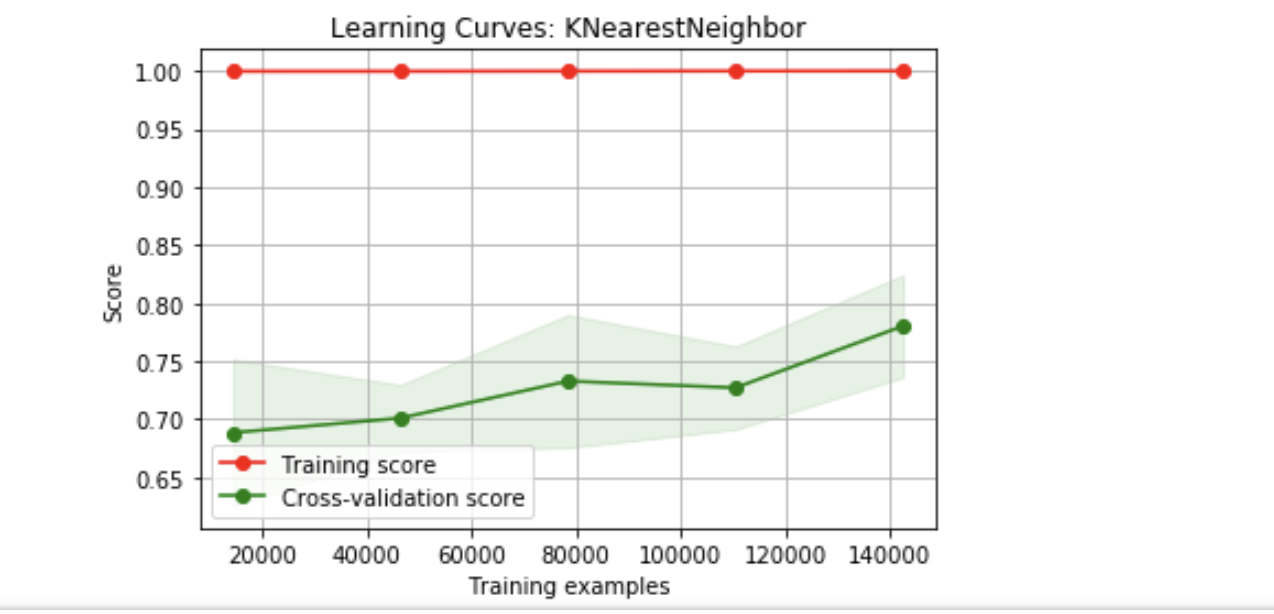 Learning Curves: KNearestNeighbor
1.00
0.95
0.90
0.85
0.80
0.75
0.70
0.65
Score
Training score
Cross-validation score
20000 40000 60000 80000 100000 120000 140000
Training examples